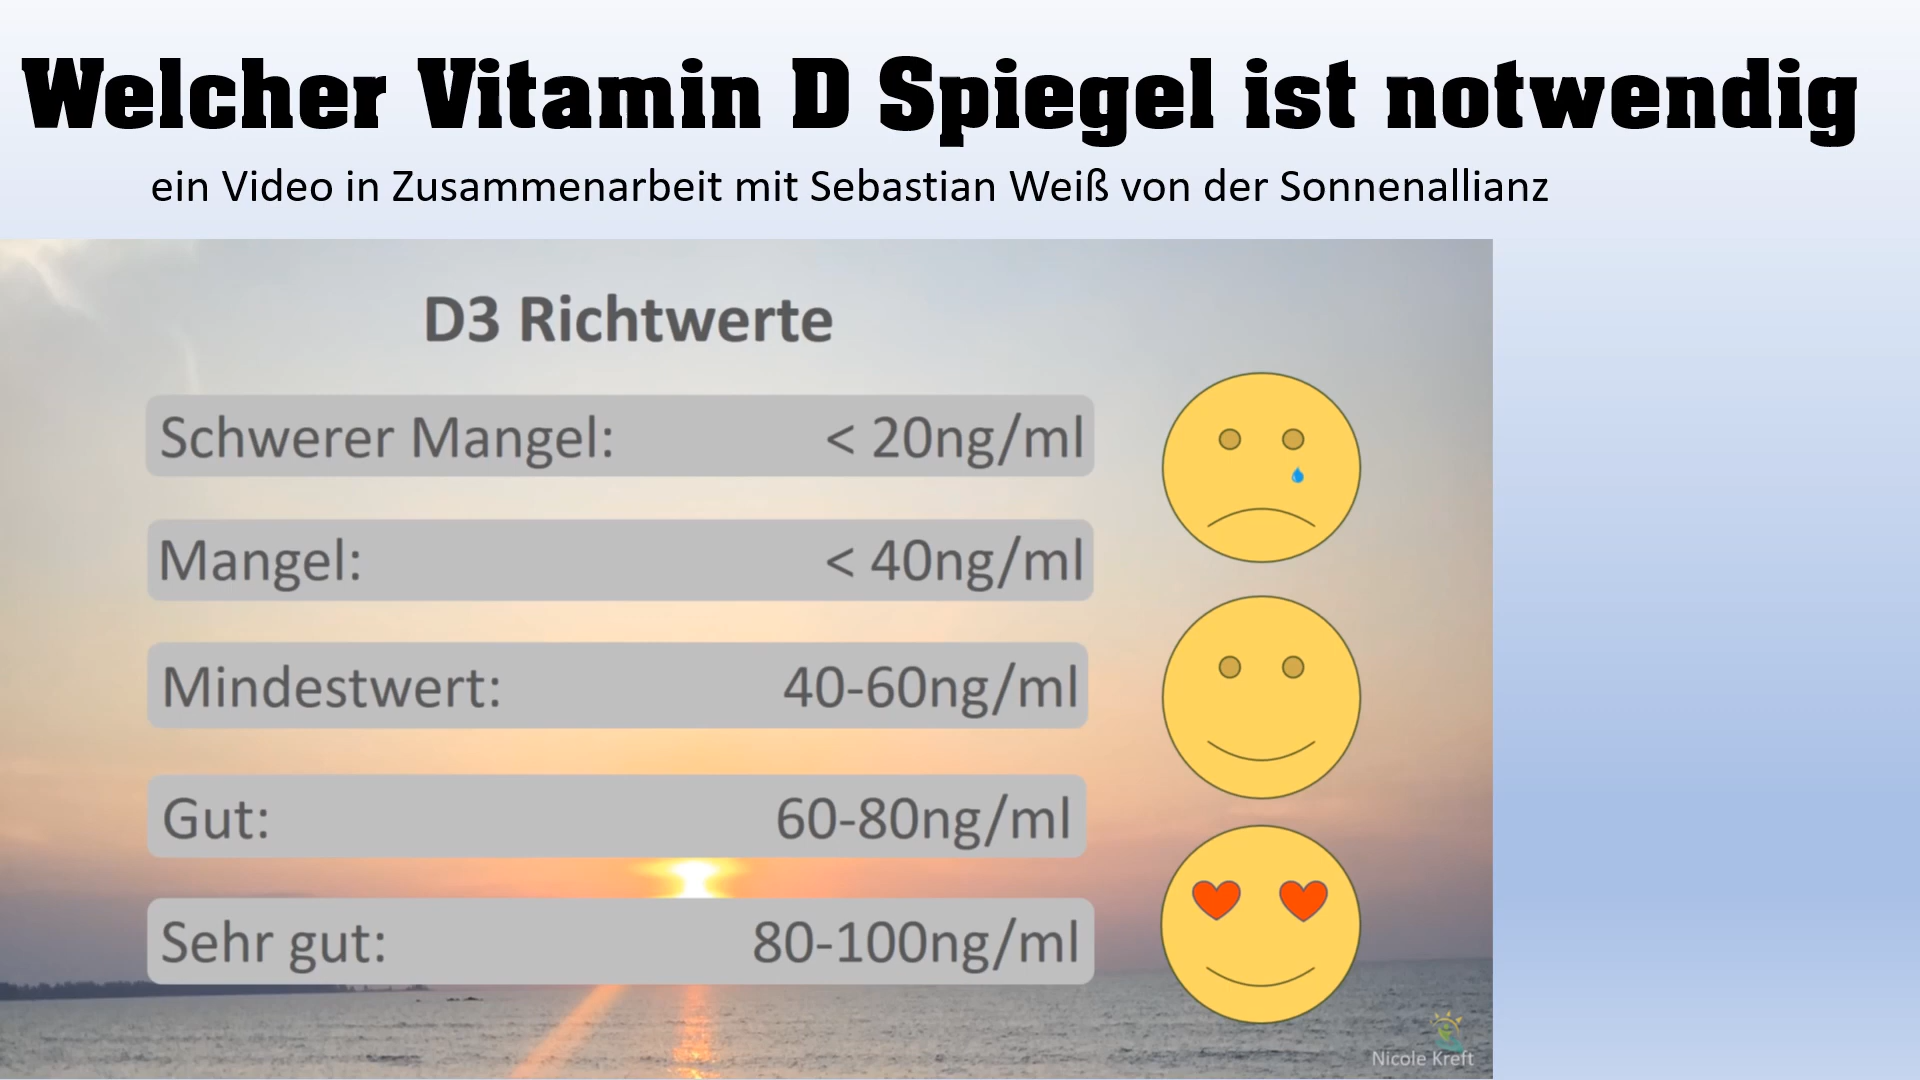 Welcher Vitamin D Spiegel ist notwendig
ein Video in Zusammenarbeit mit Sebastian Weiß von der Sonnenallianz
D3 Richtwerte
Schwerer Mangel: < 20ng/ml
Mangel: < 40ng/ml
Mindestwert: 40-60ng/ml
Gut: 60-80ng/ml
Sehr gut: 80-100ng/ml
Nicole Kreft